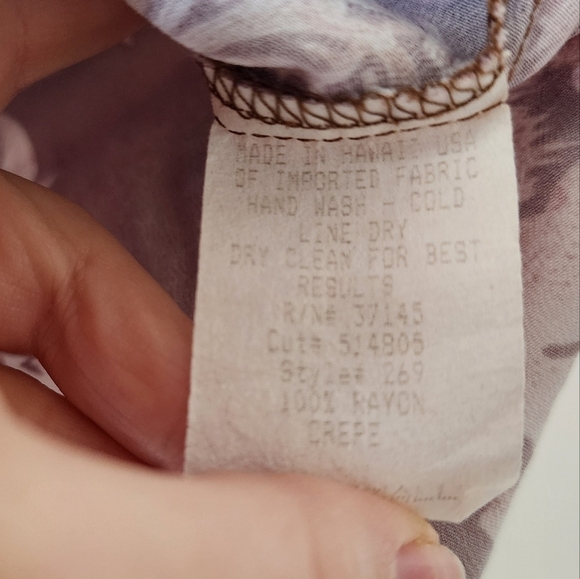 MADE IN HAWAII USA
OF IMPORTED FABRIC
HAND WASH - COLD
LINE DRY
DRY CLEAN FOR BEST
RESULTS
R/N# 37145
Cut# 514805
Style# 269
100% RAYON
CREPE